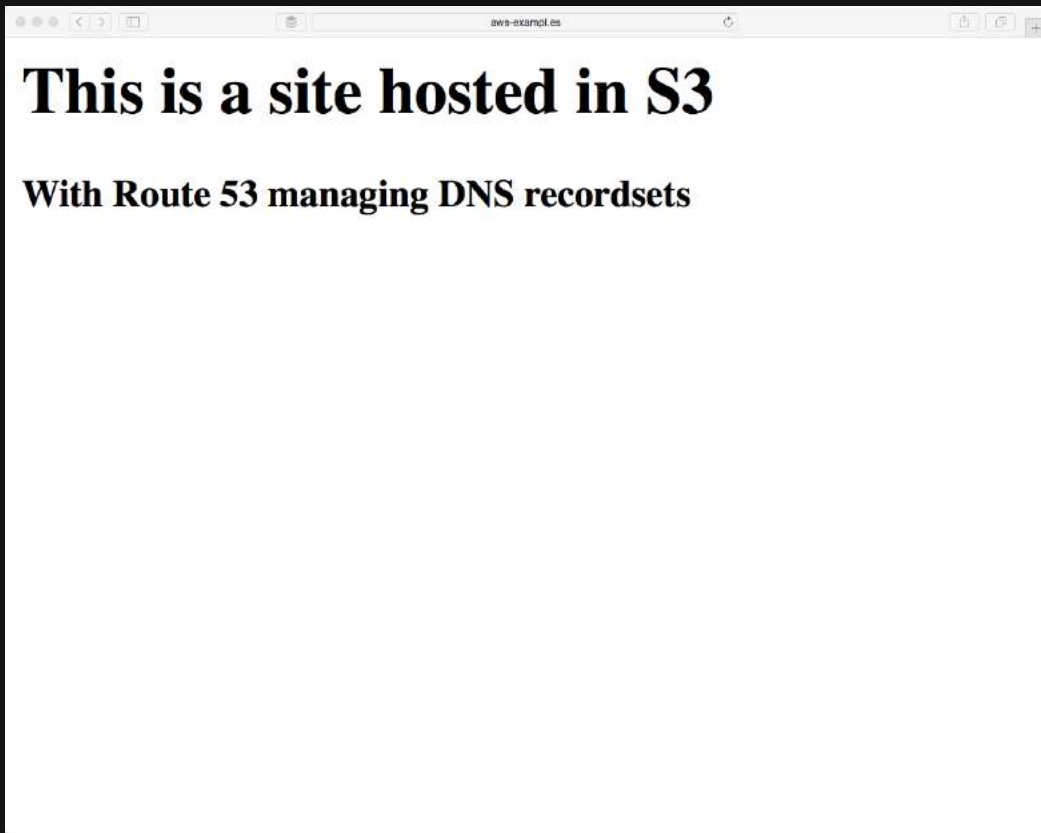 aws-exampl.es
This is a site hosted in S3
With Route 53 managing DNS recordsets